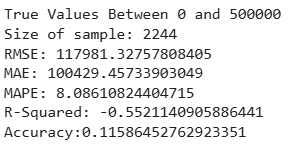 True Values Between 0 and 500000
Size of sample: 2244
RMSE: 117981.32757808405
MAE: 100429.45733903049
MAPE: 8.08610824404715
R-Squared: -0.5521140905886441
Accuracy:0.11586452762923351